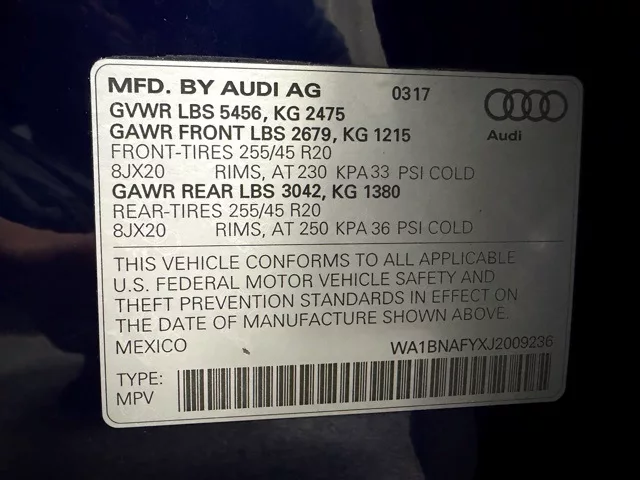 MFD. BY AUDI AG 0317
GVWR LBS 5456, KG 2475
GAWR FRONT LBS 2679, KG 1215
Audi
FRONT-TIRES 255/45 R20
8JX20 RIMS, AT 230 KPA 33 PSI COLD
GAWR REAR LBS 3042, KG 1380
REAR-TIRES 255/45 R20
8JX20 RIMS, AT 250 KPA 36 PSI COLD
THIS VEHICLE CONFORMS TO ALL APPLICABLE
U.S. FEDERAL MOTOR VEHICLE SAFETY AND
THEFT PREVENTION STANDARDS IN EFFECT ON
THE DATE OF MANUFACTURE SHOWN ABOVE.
MEXICO WA1BNAFYXJ2009236
TYPE:
MPV